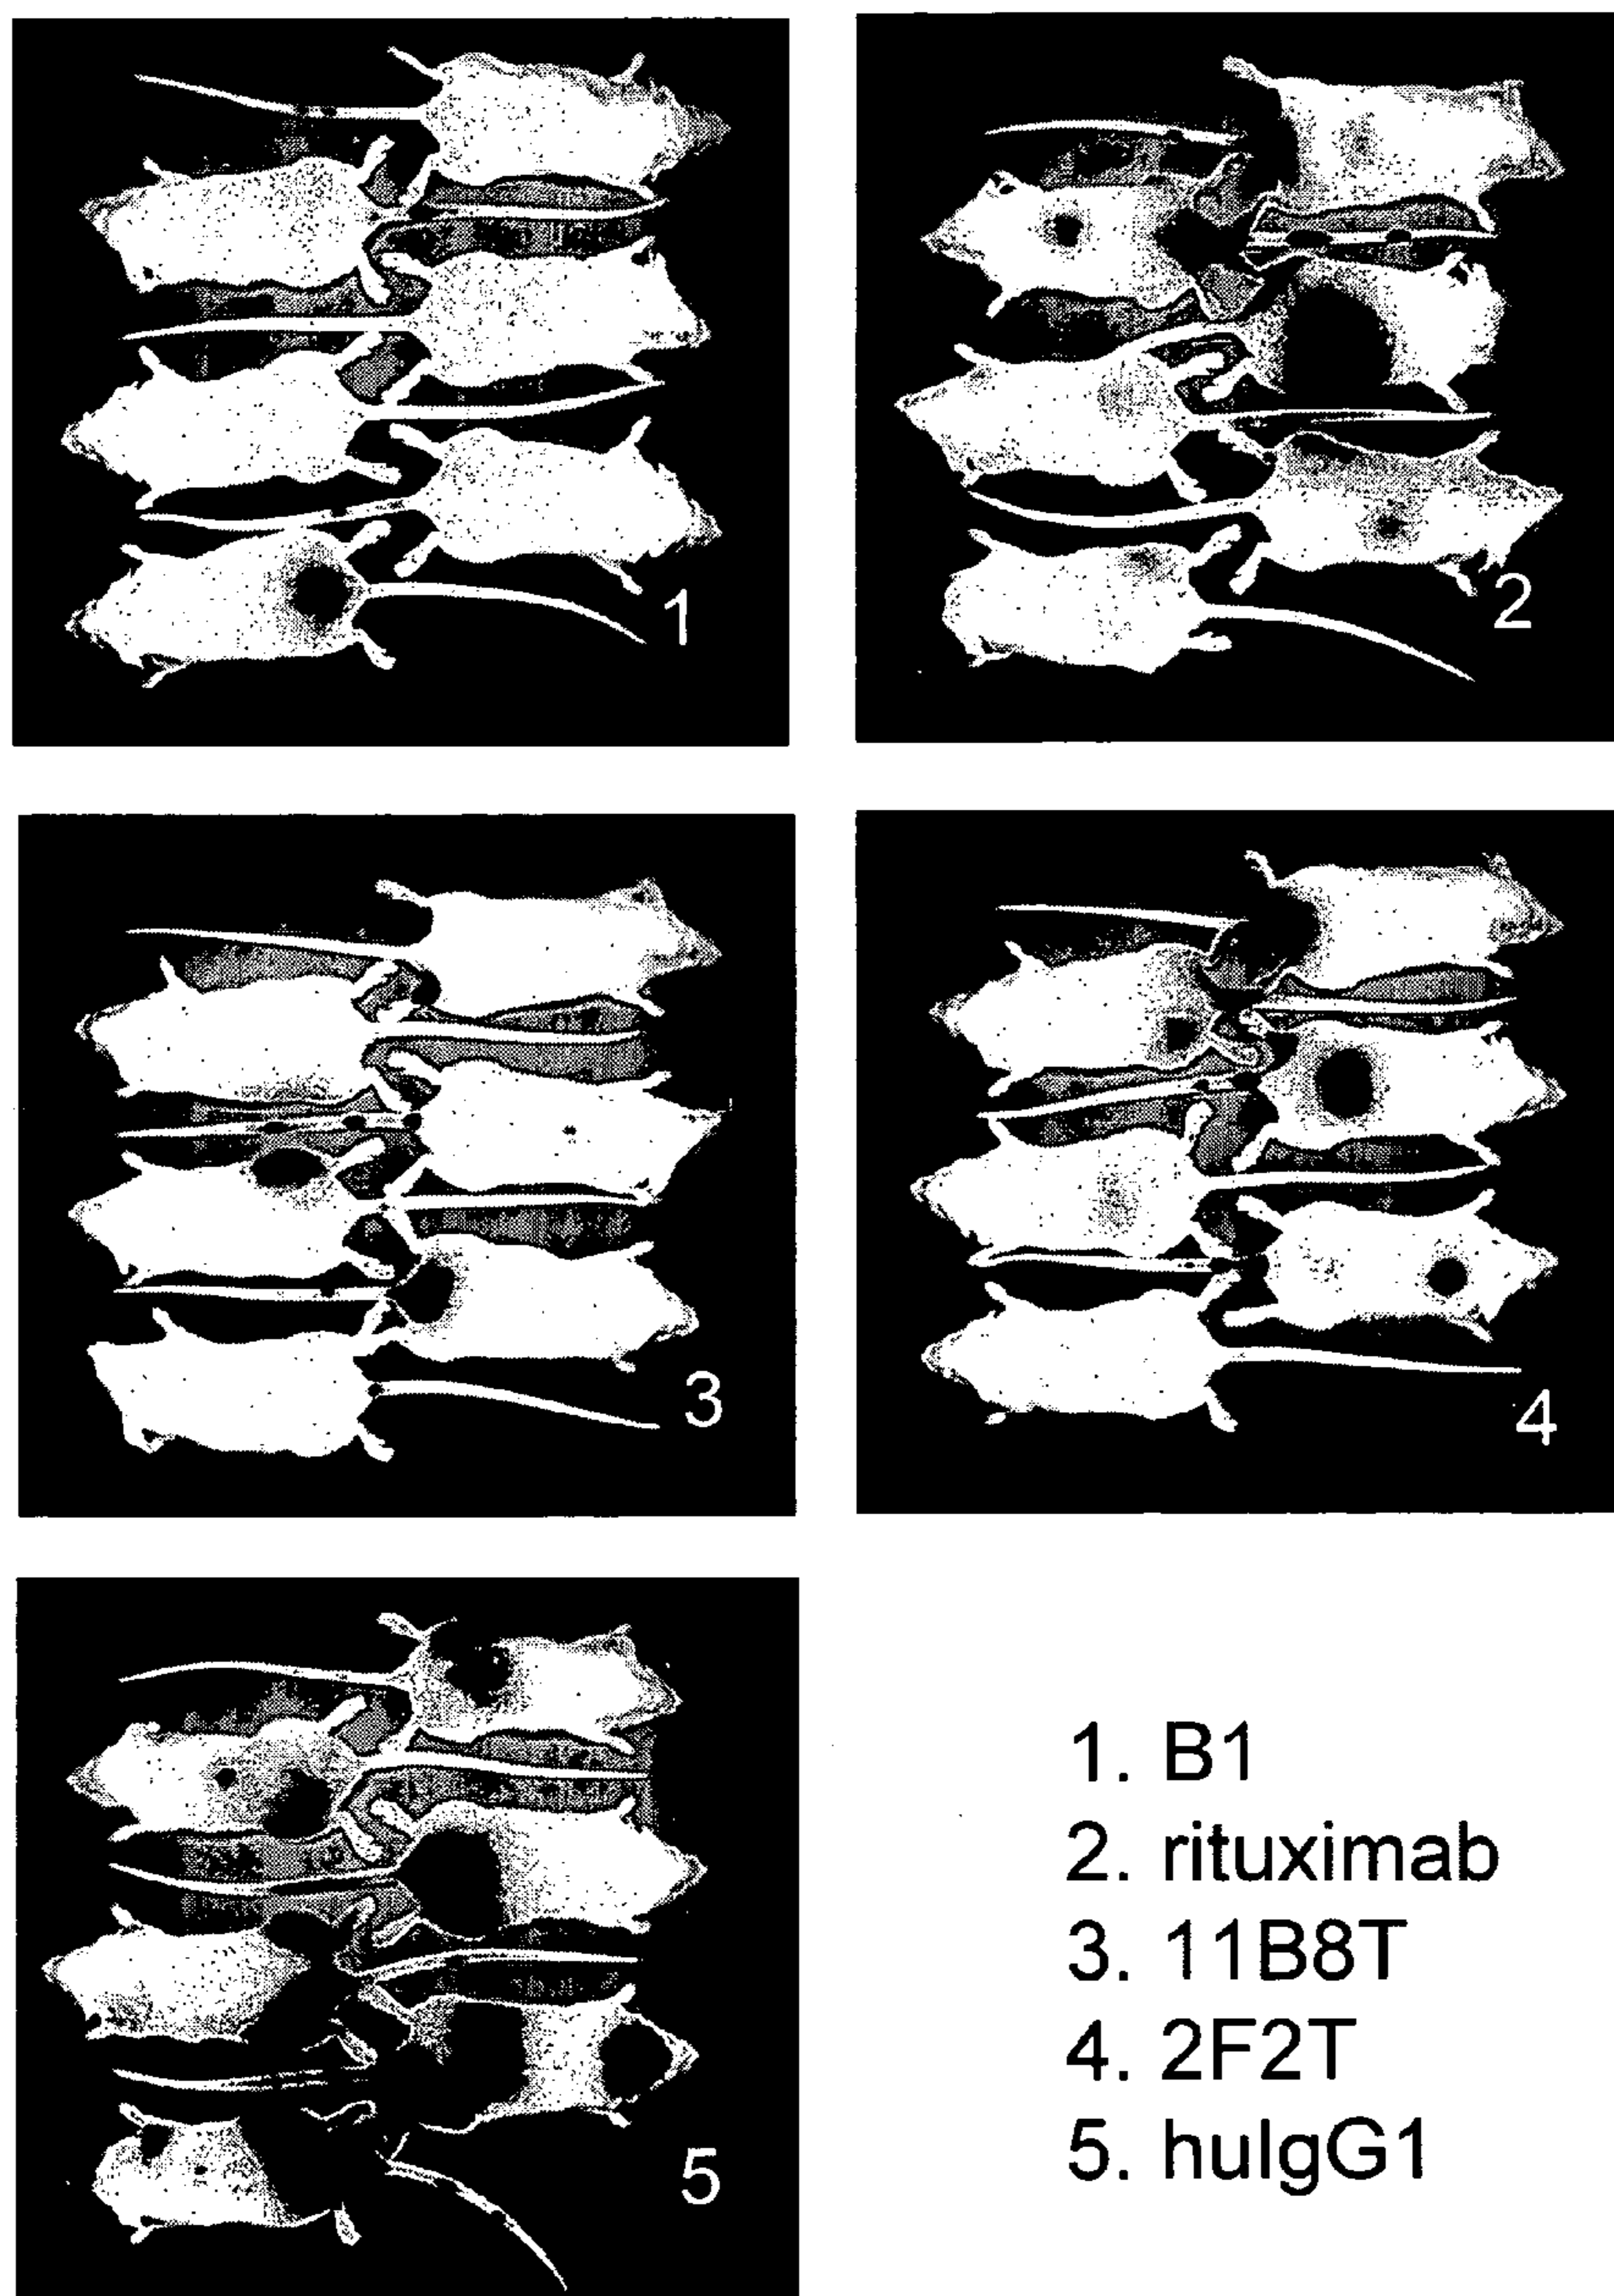 1
2
3
4
5
1. B1
2. rituximab
3. 11B8T
4. 2F2T
5. huIgG1